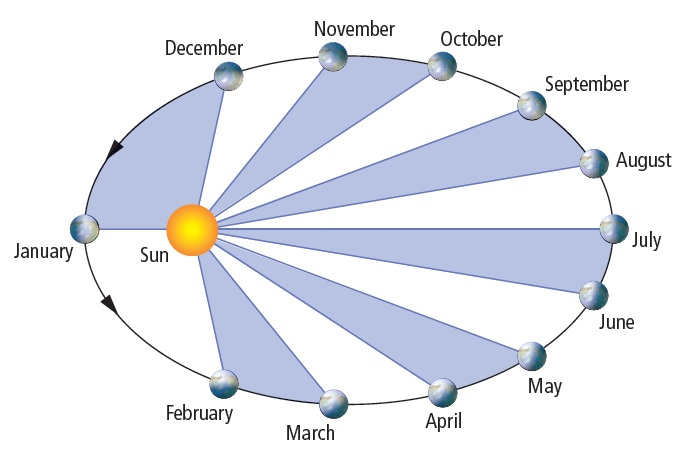 November
October
December
September
August
January
Sun
July
June
May
February
April
March